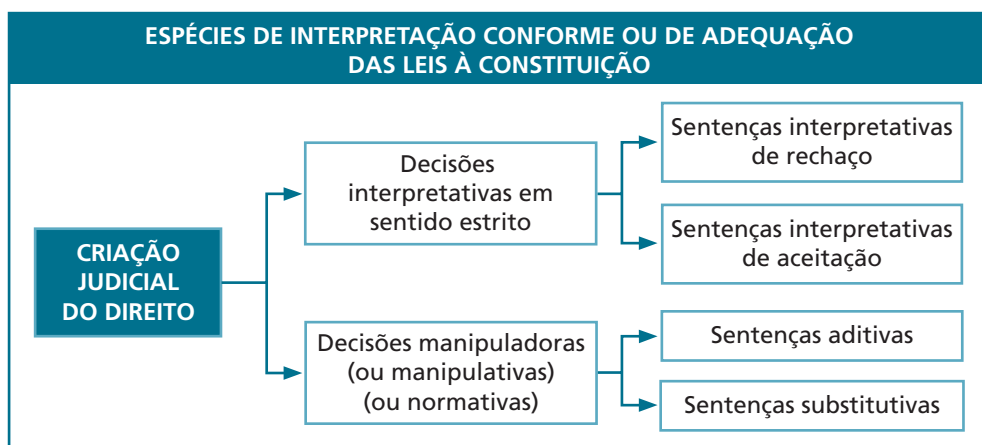 ESPÉCIES DE INTERPRETAÇÃO CONFORME OU DE ADEQUAÇÃO
DAS LEIS À CONSTITUIÇÃO
CRIAÇÃO
JUDICIAL
DO DIREITO
Decisões
interpretativas em
sentido estrito
Sentenças interpretativas
de rechaço
Sentenças interpretativas
de aceitação
Decisões manipuladoras
(ou manipulativas)
(ou normativas)
Sentenças aditivas
Sentenças substitutivas